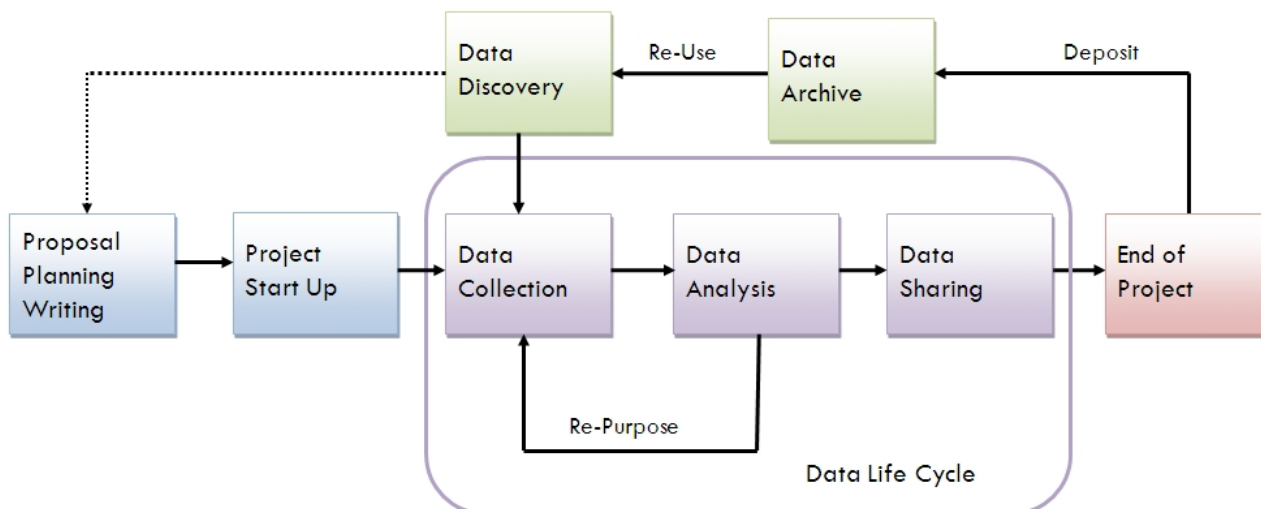 Data
Discovery
Re-Use
Data
Archive
Deposit
Proposal
Planning
Writing
Project
Start Up
Data
Collection
Data
Analysis
Data
Sharing
End of
Project
Re-Purpose
Data Life Cycle